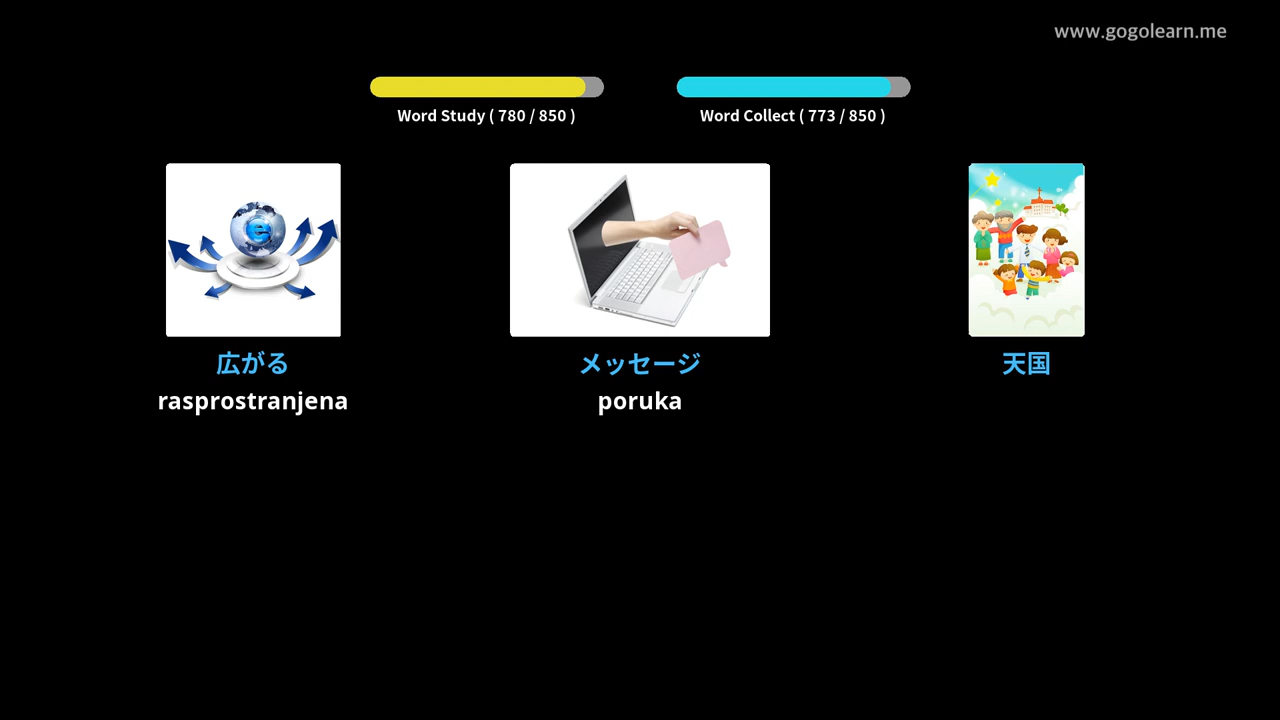 www.gogolearn.me
Word Study ( 780 / 850 )
Word Collect ( 773 / 850 )
e
広がる
メッセージ
天国
rasprostranjena
poruka